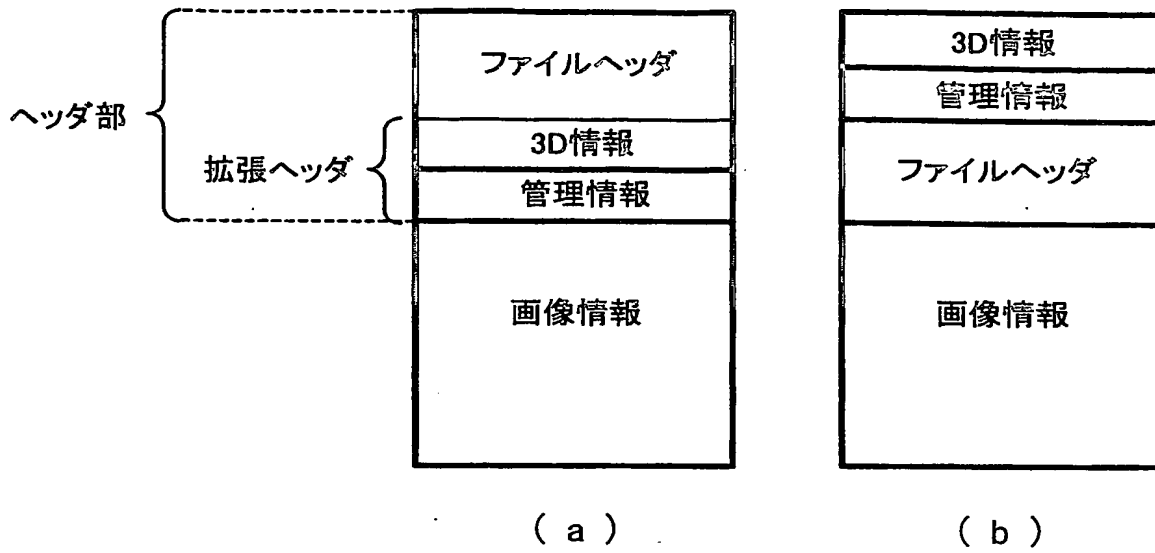 ヘッダ部
拡張ヘッダ
ファイルヘッダ
3D情報
管理情報
画像情報
( a )
3D情報
管理情報
ファイルヘッダ
画像情報
( b )